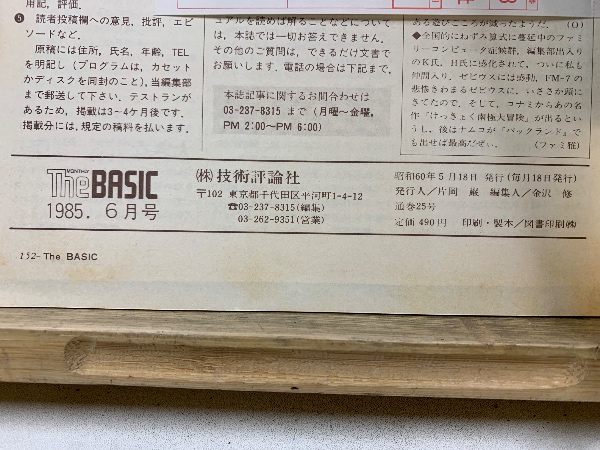 用記，評価.
❺ 読者投稿欄への意見，批評，エピ
ソードなど．
原稿には住所，氏名，年齢，TEL
を明記し（プログラムは，カセット
かディスクを同封のこと），当編集部
まで郵送して下さい．テストランが
あるため，掲載は3～4ケ月後です．
掲載分には，規定の稿料を払います．
ュアルを読めば解ることなどについて
は，本誌では一切お答えできません．
その他のご質問は，できるだけ文書で
お願いします．電話の場合は下記まで．
本誌記事に関するお問合せは
03-237-8315 まで（月曜〜金曜，
PM 2:00〜PM 6:00）
ある遊びごころが減ったようだ．（O）
◆全国的にねずみ算式に蔓延中のファミ
リーコンピュータ症候群．編集部出入り
のK氏，H氏に感化されて，ついに私も
仲間入り．ゼビウスには感動，FM-7の
悲惨さわまるゼビウスに，いささか頭に
きてたので．そして，コナミからあの名
作『けっきょく南極大冒険』が出るとい
うし，後はナムコが『パックランド』で
も出せば最高だぜい．（ファミ雅）
MONTHLY
The BASIC
1985．6月号
㈱技術評論社
〒102 東京都千代田区平河町1-4-12
☎03-237-8315（編集）
03-262-9351（営業）
昭和60年5月18日 発行（毎月18日発行）
発行人／片岡 巌 編集人／金沢 修
通巻25号
定価 490円 印刷・製本／図書印刷㈱
152-The BASIC